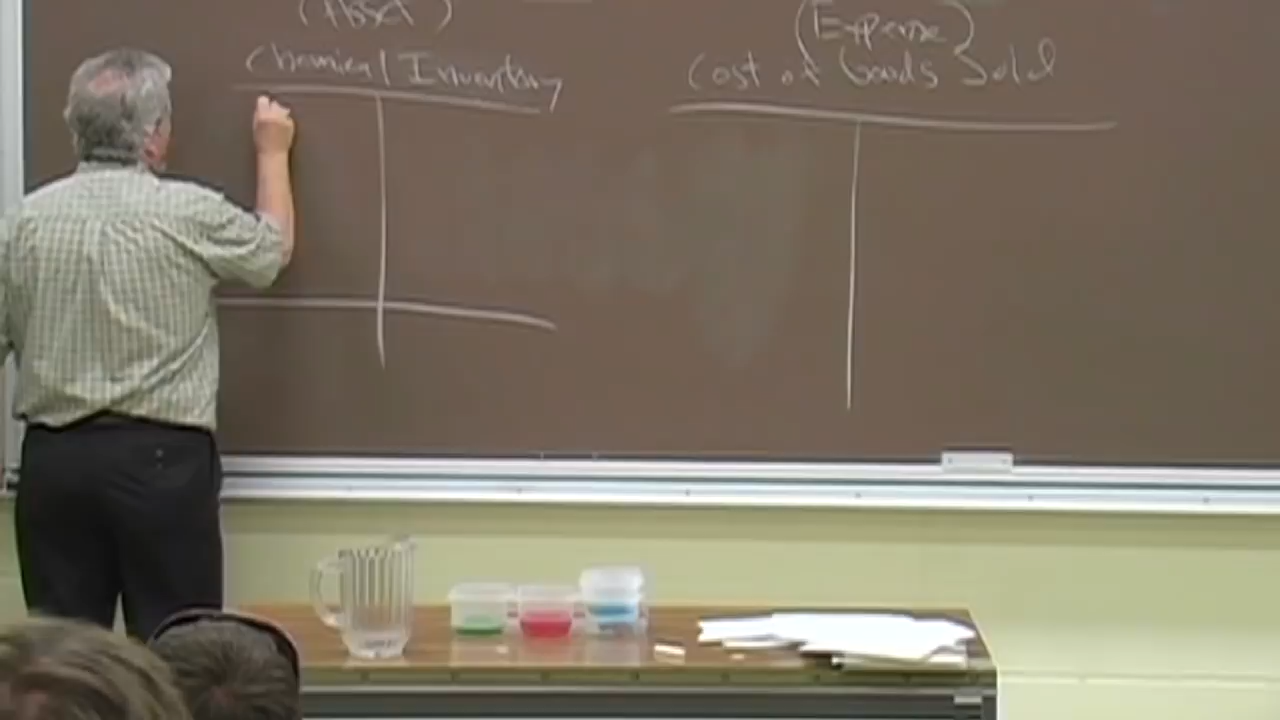 (Asset) (Expense)
Chemical Inventory Cost of Goods Sold